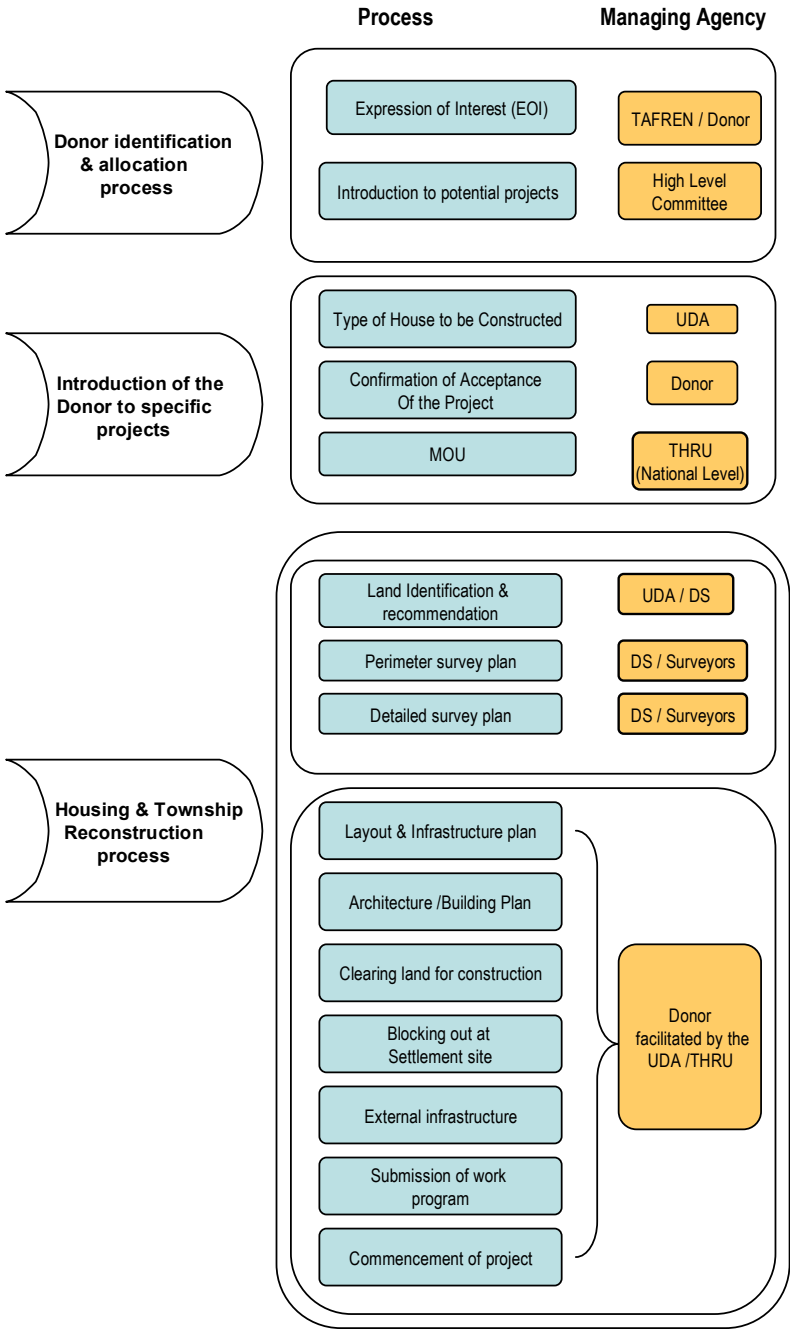 Process
Managing Agency
Donor identification
& allocation
process
Expression of Interest (EOI)
TAFREN / Donor
Introduction to potential projects
High Level
Committee
Introduction of the
Donor to specific
projects
Type of House to be Constructed
UDA
Confirmation of Acceptance
Of the Project
Donor
MOU
THRU
(National Level)
Housing & Township
Reconstruction
process
Land Identification &
recommendation
UDA / DS
Perimeter survey plan
DS / Surveyors
Detailed survey plan
DS / Surveyors
Layout & Infrastructure plan
Architecture /Building Plan
Clearing land for construction
Blocking out at
Settlement site
External infrastructure
Submission of work
program
Commencement of project
Donor
facilitated by the
UDA /THRU